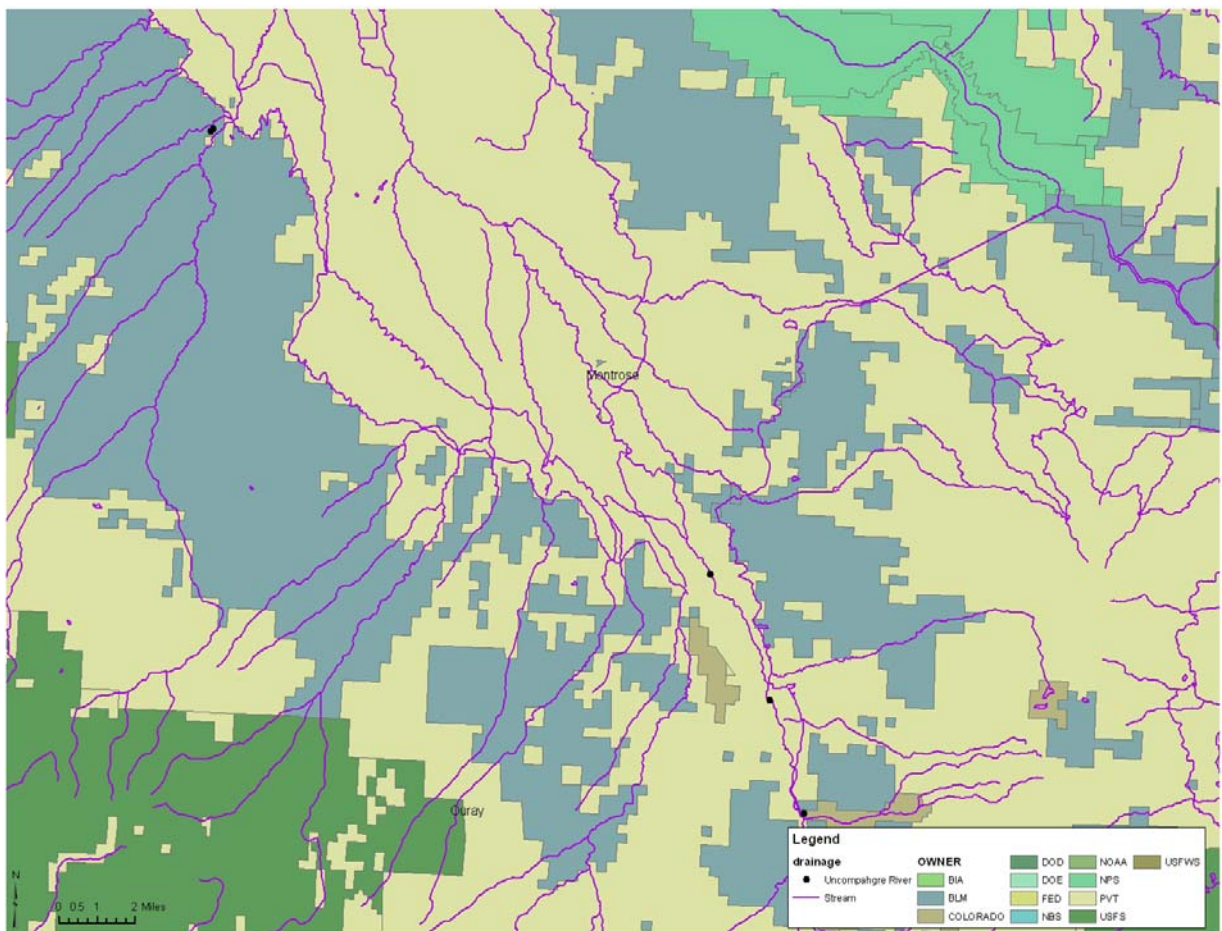 Montrose
Ouray
Legend
drainage
Uncompahgre River
Stream
OWNER
BIA
BLM
COLORADO
DOD
DOE
FED
NBS
NOAA
NPS
PVT
USFS
USFWS
N
0 0.5 1 2 Miles